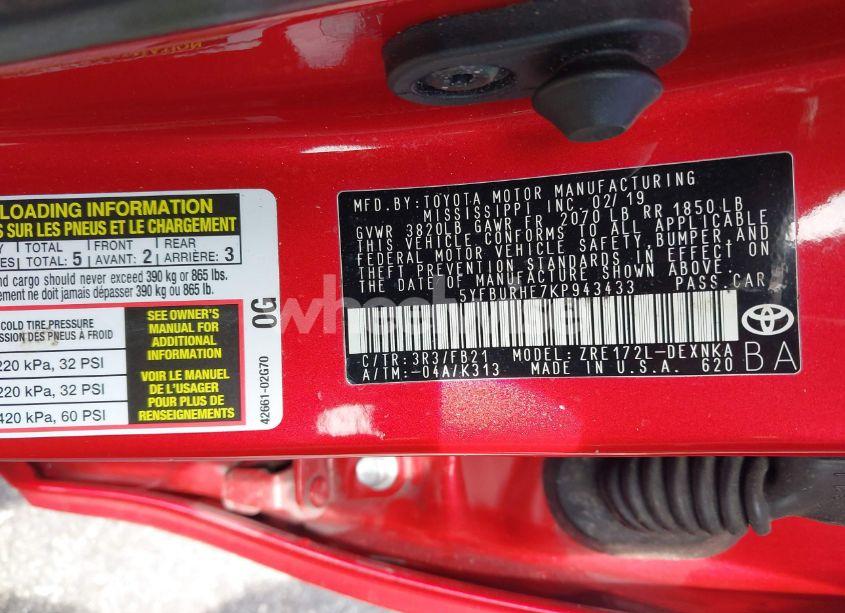 LOADING INFORMATION
SUR LES PNEUS ET LE CHARGEMENT
TOTAL FRONT REAR
TOTAL: 5 AVANT: 2 ARRIÈRE: 3
and cargo should never exceed 390 kg or 865 lbs.
ne doit jamais dépasser 390 kg ou 865 lb.
COLD TIRE PRESSURE
DES PNEUS À FROID
220 kPa, 32 PSI
220 kPa, 32 PSI
420 kPa, 60 PSI
SEE OWNER'S
MANUAL FOR
ADDITIONAL
INFORMATION
VOIR LE MANUEL
DE L'USAGER
POUR PLUS DE
RENSEIGNEMENTS
0G
42661-02G70
MFD. BY: TOYOTA MOTOR MANUFACTURING
MISSISSIPPI INC. 02/19
GVWR 3820LB GAWR FR 2070 LB RR 1850 LB
THIS VEHICLE CONFORMS TO ALL APPLICABLE
FEDERAL MOTOR VEHICLE SAFETY, BUMPER, AND
THEFT PREVENTION STANDARDS IN EFFECT ON
THE DATE OF MANUFACTURE SHOWN ABOVE.
5YFBURHE7KP943433 PASS. CAR
C/TR: 3R3/FB21 MODEL: ZRE172L-DEXNKA
A/TM: -04A/K313 MADE IN U.S.A. 620
BA